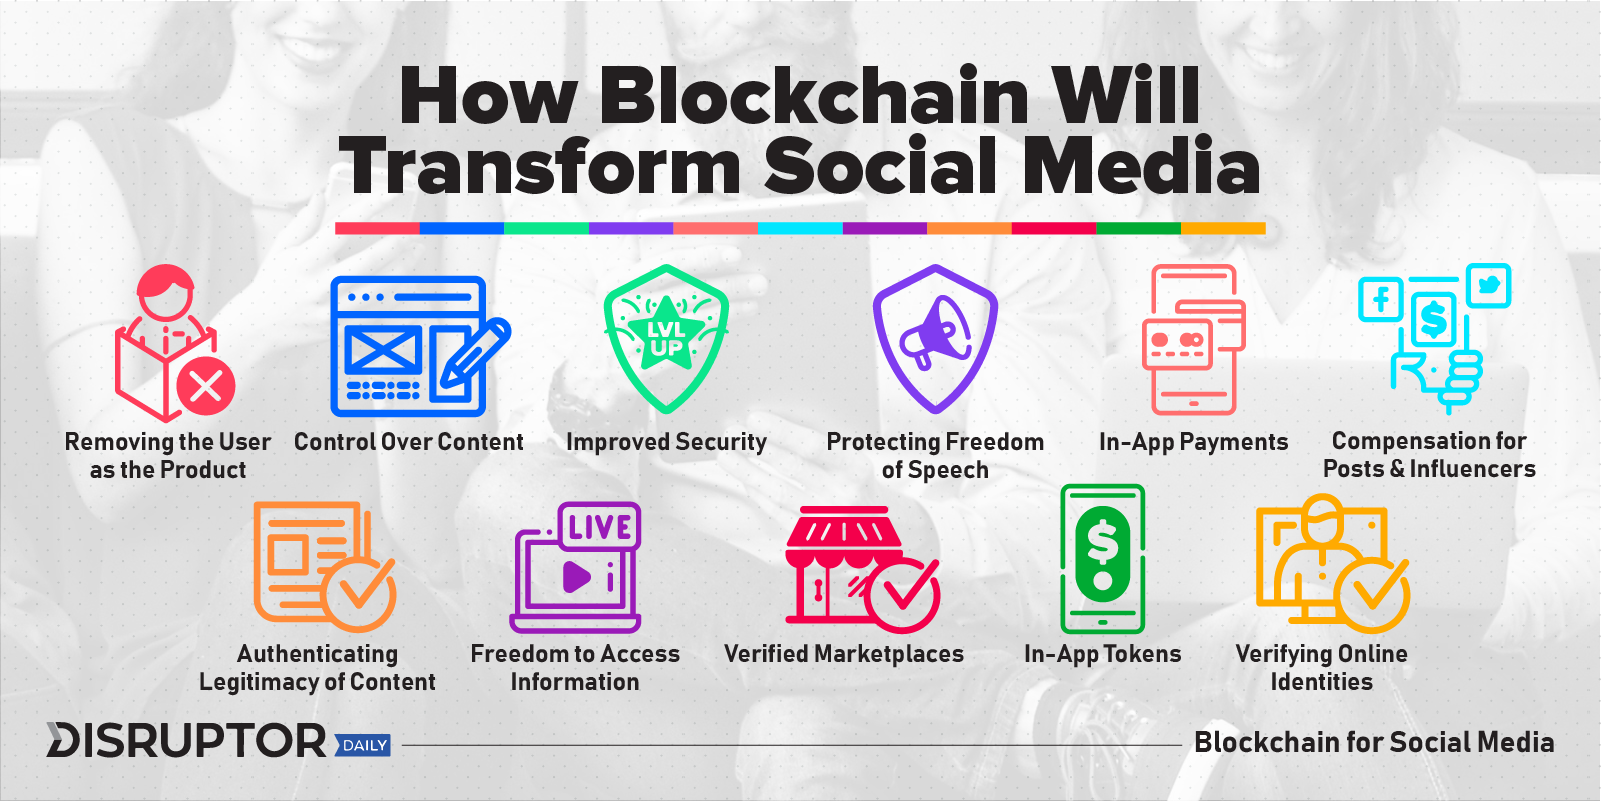 How Blockchain Will
Transform Social Media
LVL
UP
f
$
Removing the User
as the Product
Control Over Content
Improved Security
Protecting Freedom
of Speech
In-App Payments
Compensation for
Posts & Influencers
LIVE
$
Authenticating
Legitimacy of Content
Freedom to Access
Information
Verified Marketplaces
In-App Tokens
Verifying Online
Identities
DISRUPTOR DAILY
Blockchain for Social Media